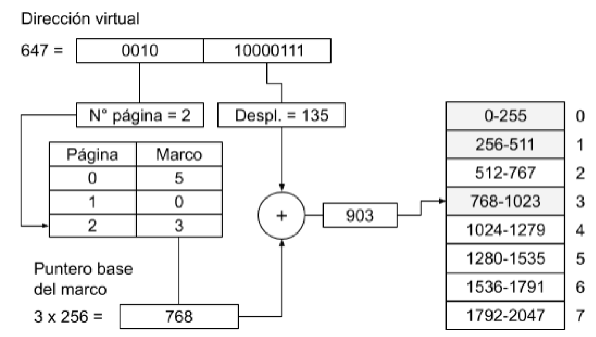 Dirección virtual
647 = 0010 10000111
N° página = 2 Despl. = 135
Página Marco
0 5
1 0
2 3
+
903
Puntero base
del marco
3 x 256 = 768
0-255 0
256-511 1
512-767 2
768-1023 3
1024-1279 4
1280-1535 5
1536-1791 6
1792-2047 7